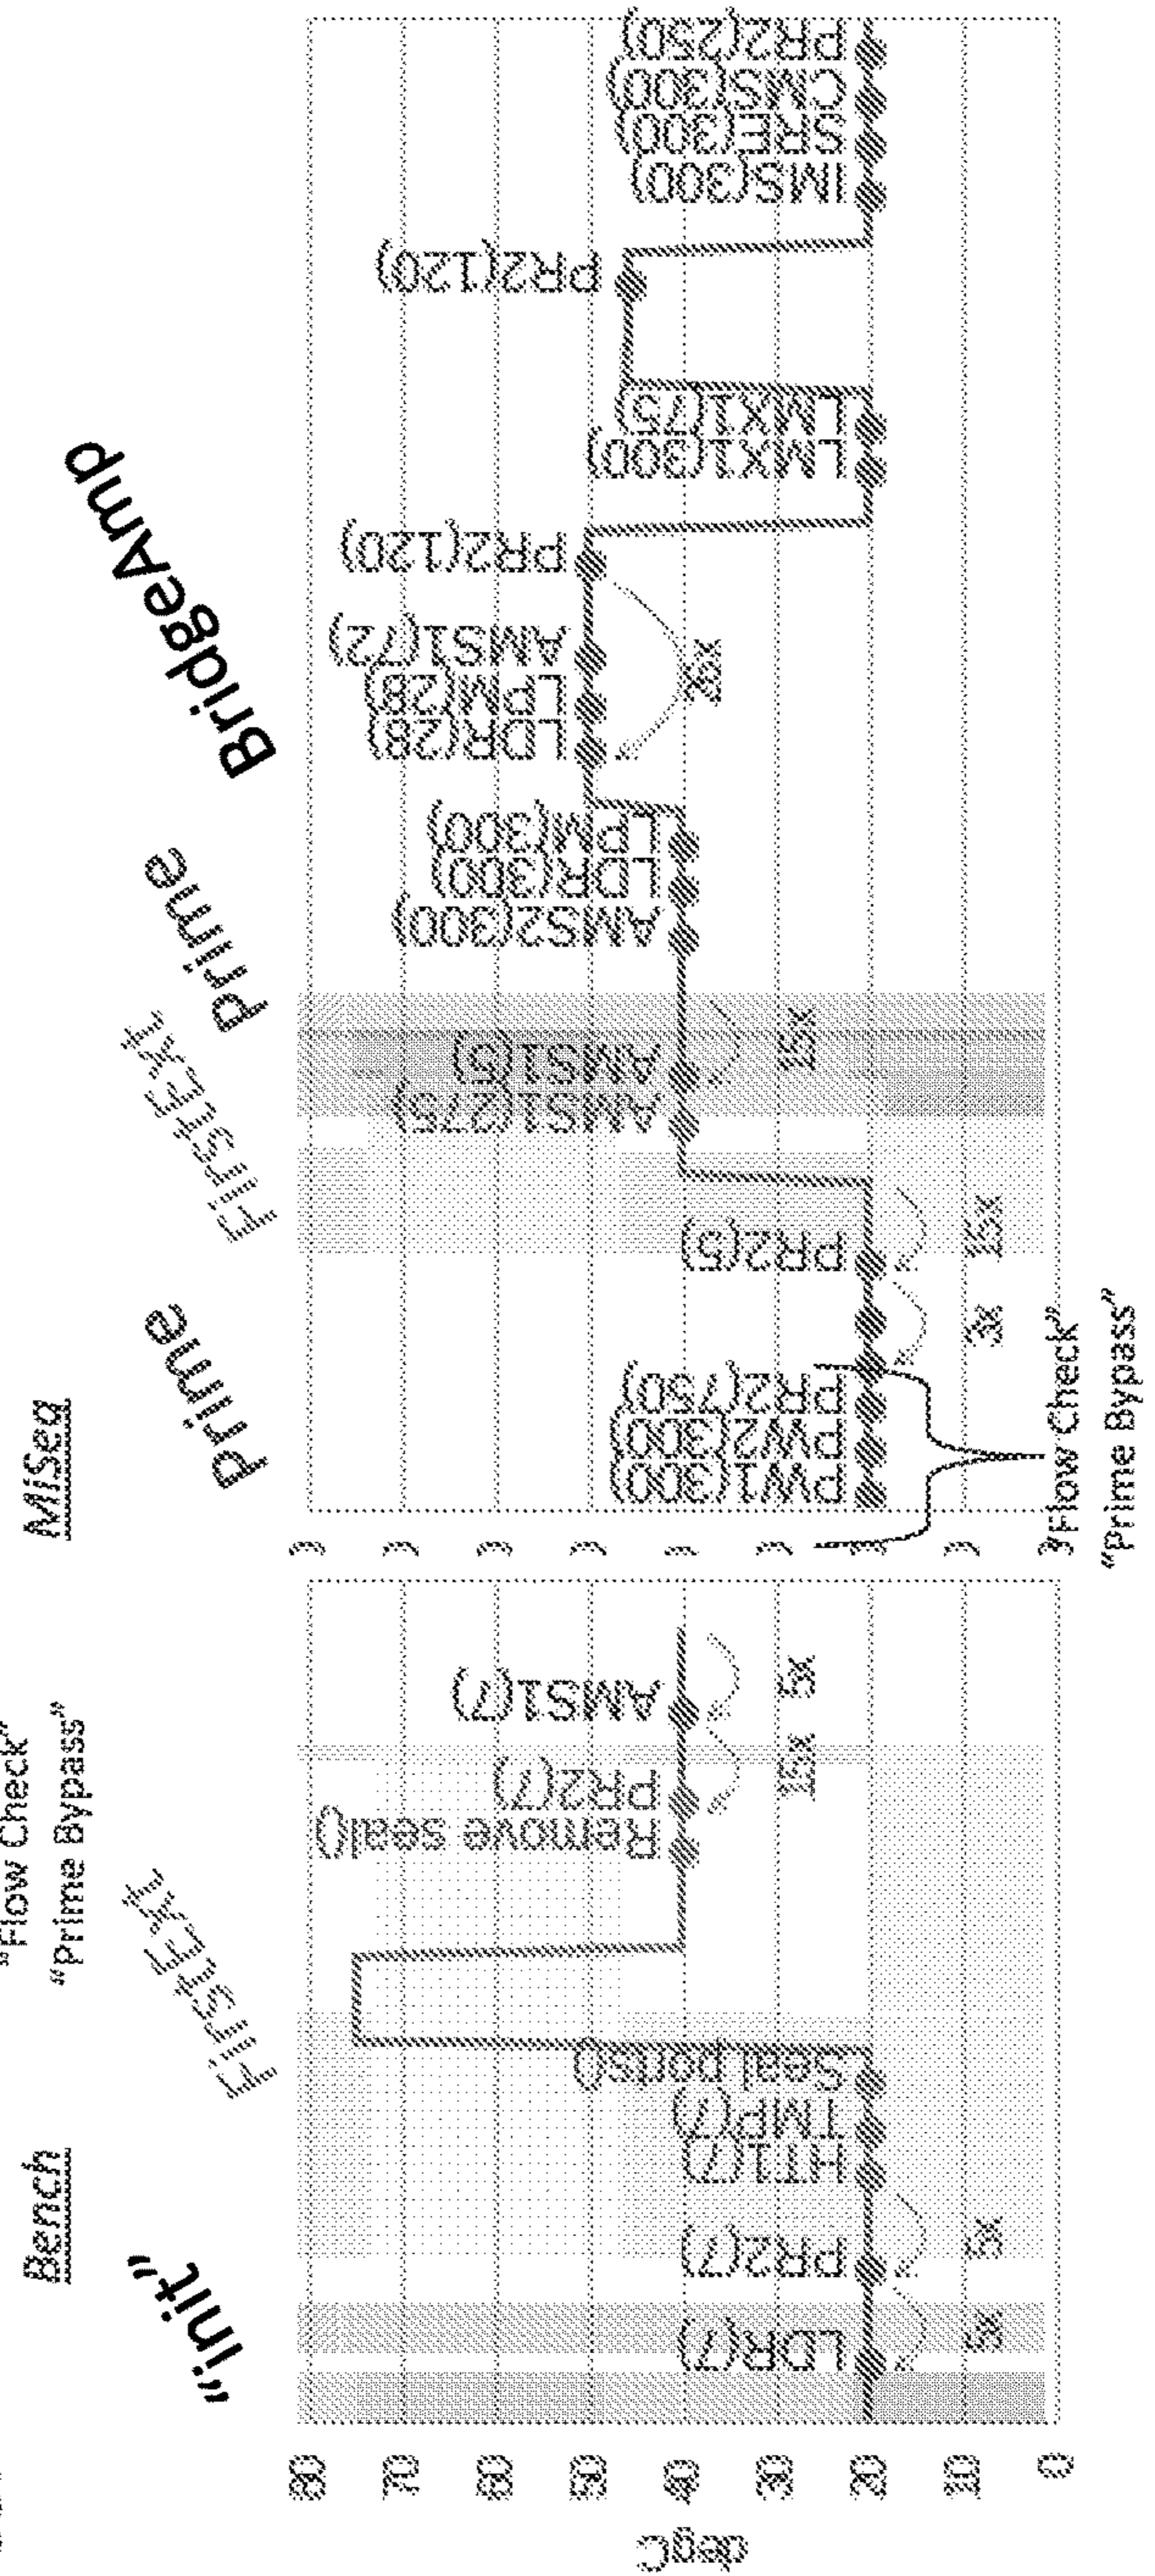 "Flow Check"
"Prime Bypass"
Bench
MiSeq
"Init"
FirstExt
Prime
FirstExt
Prime
BridgeAmp
degC
80
70
60
50
40
30
20
10
0
LDR(7)
5x
PR2(7)
5x
HT1(7)
TMP(7)
Seal ports()
Remove seal()
PR2(7)
15x
AMS1(7)
5x
PW1(300)
PW2(300)
PR2(750)
3x
PR2(5)
15x
AMS1(275)
AMS1(5)
15x
AMS2(300)
LDR(300)
LPM(300)
LDR(28)
LPM(28)
AMS1(72)
PR2(120)
LMX1(300)
LMX1(75)
PR2(120)
IMS(300)
SRE(300)
CMS(300)
PR2(250)
"Flow Check"
"Prime Bypass"